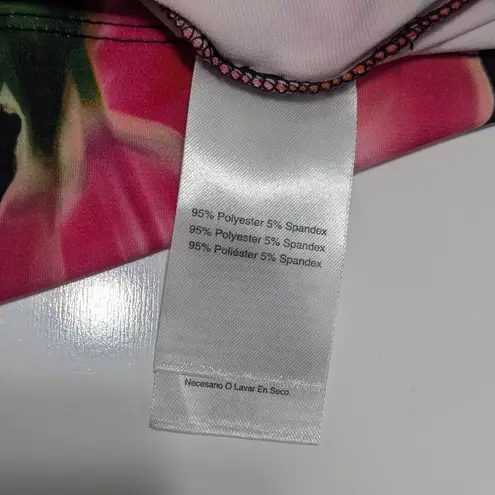 95% Polyester 5% Spandex
95% Polyester 5% Spandex
95% Poliéster 5% Spandex
Necesario O Lavar En Seco.